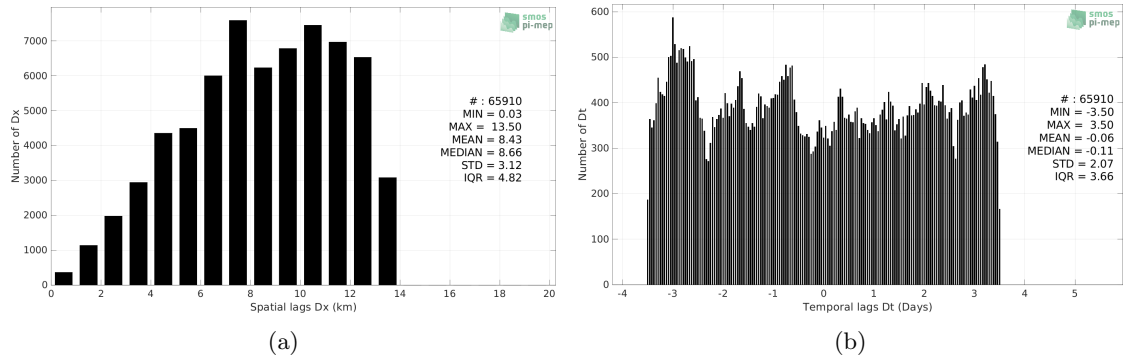 smos
pi-mep
7000
6000
5000
4000
3000
2000
1000
0
Number of Dx
# : 65910
MIN = 0.03
MAX = 13.50
MEAN = 8.43
MEDIAN = 8.66
STD = 3.12
IQR = 4.82
0 2 4 6 8 10 12 14 16 18 20
Spatial lags Dx (km)
(a)
smos
pi-mep
600
500
400
300
200
100
0
Number of Dt
# : 65910
MIN = -3.50
MAX = 3.50
MEAN = -0.06
MEDIAN = -0.11
STD = 2.07
IQR = 3.66
-4 -3 -2 -1 0 1 2 3 4 5
Temporal lags Dt (Days)
(b)